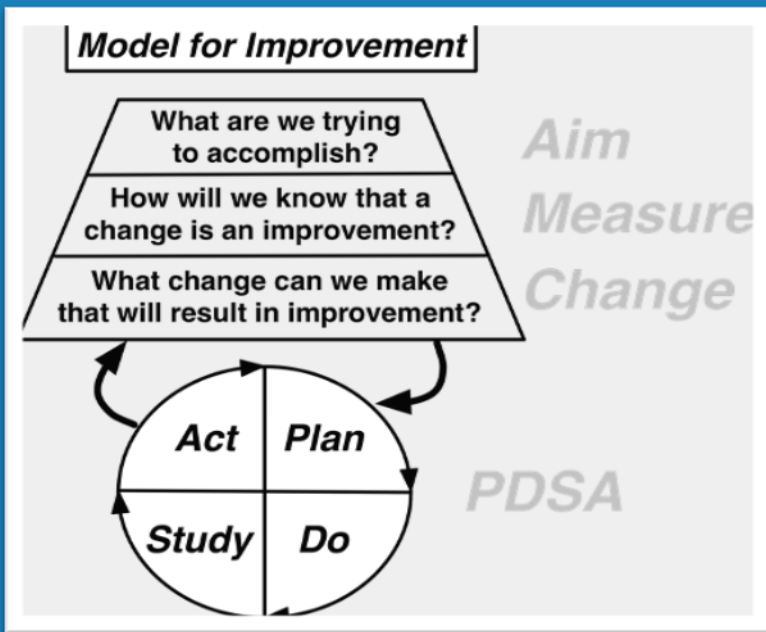 Model for Improvement
What are we trying
to accomplish?
Aim
How will we know that a
change is an improvement?
Measure
What change can we make
that will result in improvement?
Change
Act
Plan
Study
Do
PDSA